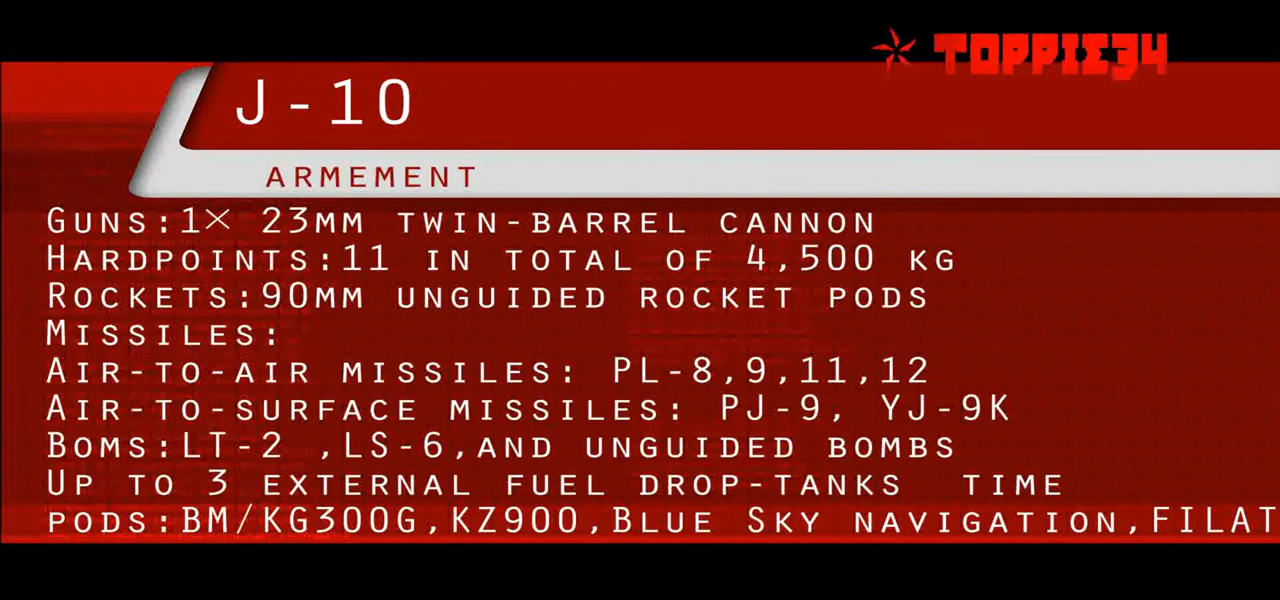 TOPPIE34
J-10
ARMEMENT
GUNS:1× 23MM TWIN-BARREL CANNON
HARDPOINTS:11 IN TOTAL OF 4,500 KG
ROCKETS:90MM UNGUIDED ROCKET PODS
MISSILES:
AIR-TO-AIR MISSILES: PL-8,9,11,12
AIR-TO-SURFACE MISSILES: PJ-9, YJ-9K
BOMS:LT-2 ,LS-6,AND UNGUIDED BOMBS
UP TO 3 EXTERNAL FUEL DROP-TANKS TIME
PODS:BM/KG300G,KZ900,BLUE SKY NAVIGATION,FILAT